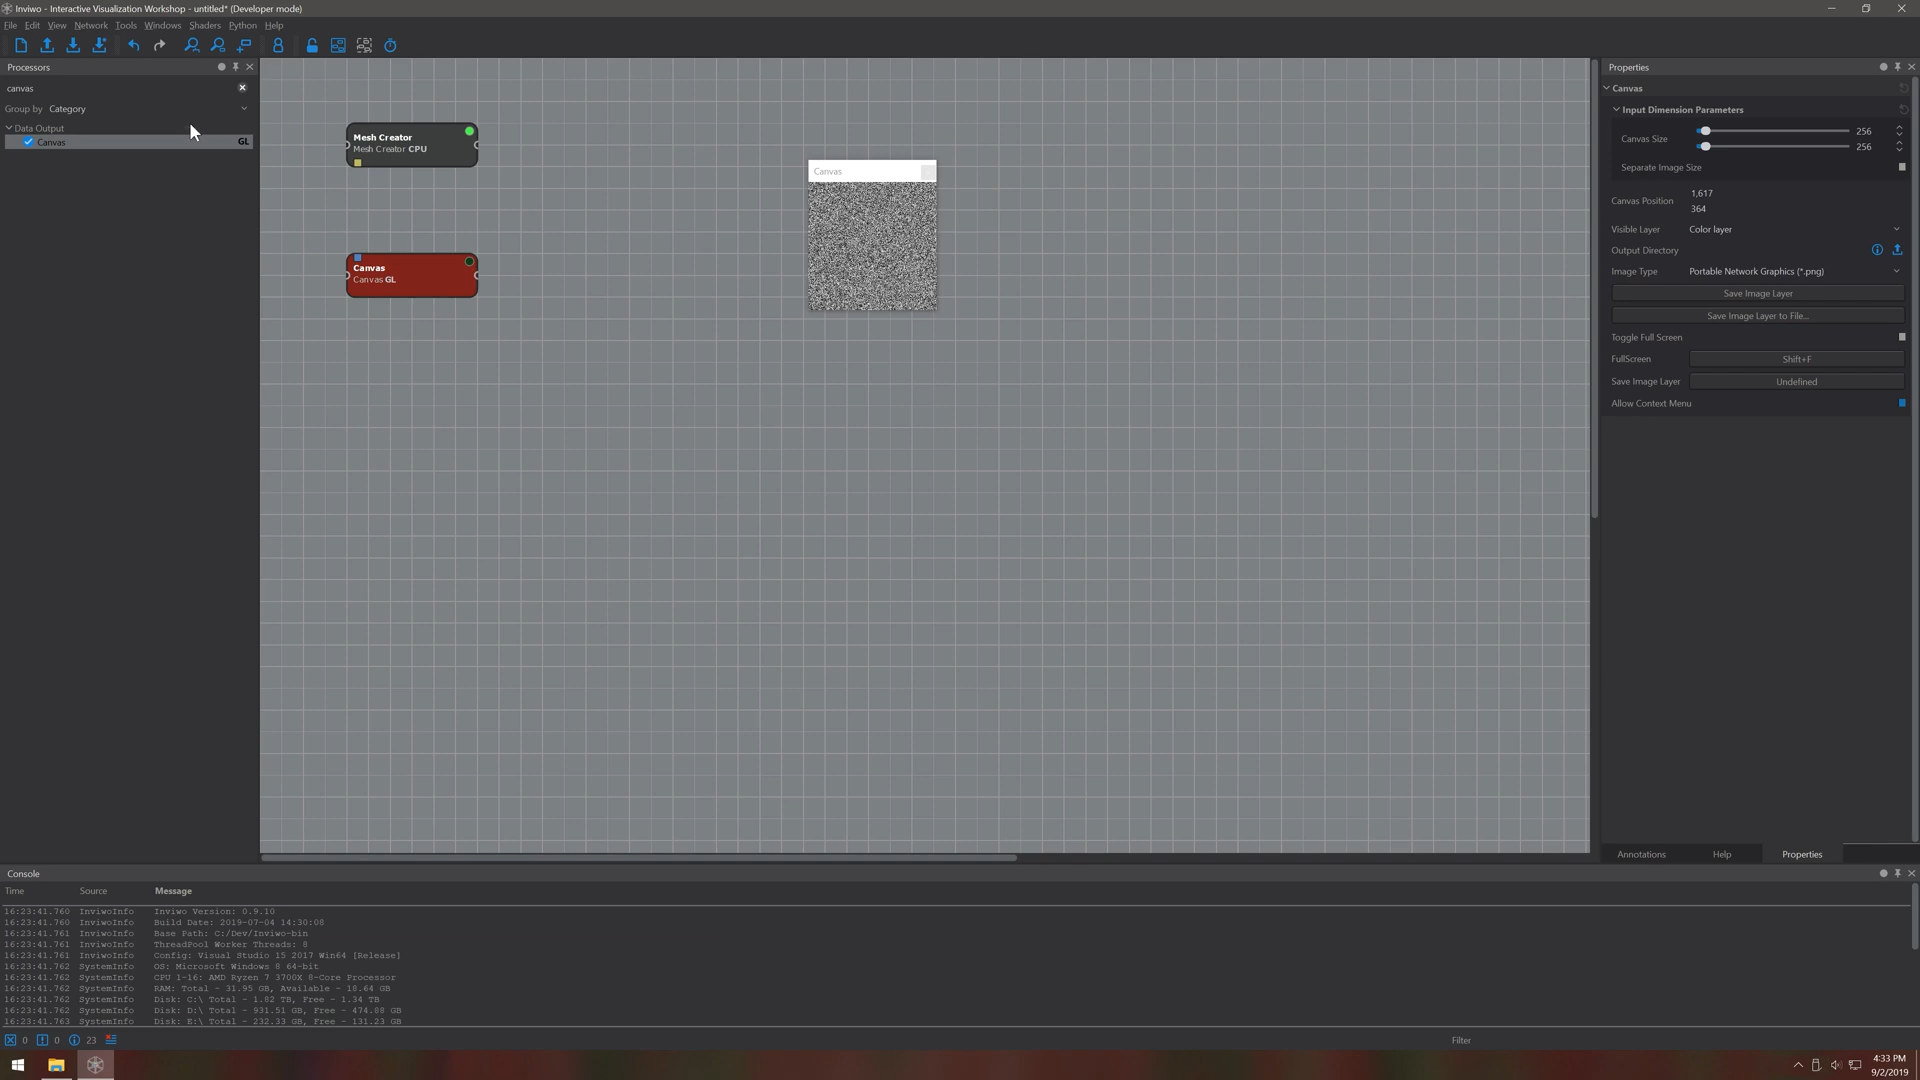 Inviwo - Interactive Visualization Workshop - untitled* (Developer mode)
File Edit View Network Tools Windows Shaders Python Help
Processors
canvas
Group by Category
Data Output
Canvas GL
Mesh Creator
Mesh Creator CPU
Canvas
Canvas GL
Canvas
Properties
Canvas
Input Dimension Parameters
Canvas Size 256
256
Separate Image Size
Canvas Position 1,617
364
Visible Layer Color layer
Output Directory
Image Type Portable Network Graphics (*.png)
Save Image Layer
Save Image Layer to File...
Toggle Full Screen
FullScreen Shift+F
Save Image Layer Undefined
Allow Context Menu
Annotations Help Properties
Console
Time Source Message
16:23:41.760 InviwoInfo Inviwo Version: 0.9.10
16:23:41.760 InviwoInfo Build Date: 2019-07-04 14:30:08
16:23:41.761 InviwoInfo Base Path: C:/Dev/Inviwo-bin
16:23:41.761 InviwoInfo ThreadPool Worker Threads: 8
16:23:41.761 InviwoInfo Config: Visual Studio 15 2017 Win64 [Release]
16:23:41.762 SystemInfo OS: Microsoft Windows 8 64-bit
16:23:41.762 SystemInfo CPU 1-16: AMD Ryzen 7 3700X 8-Core Processor
16:23:41.762 SystemInfo RAM: Total - 31.95 GB, Available - 18.64 GB
16:23:41.762 SystemInfo Disk: C:\ Total - 1.82 TB, Free - 1.34 TB
16:23:41.762 SystemInfo Disk: D:\ Total - 931.51 GB, Free - 474.88 GB
16:23:41.763 SystemInfo Disk: E:\ Total - 232.33 GB, Free - 131.23 GB
0 0 23 Filter
4:33 PM
9/2/2019